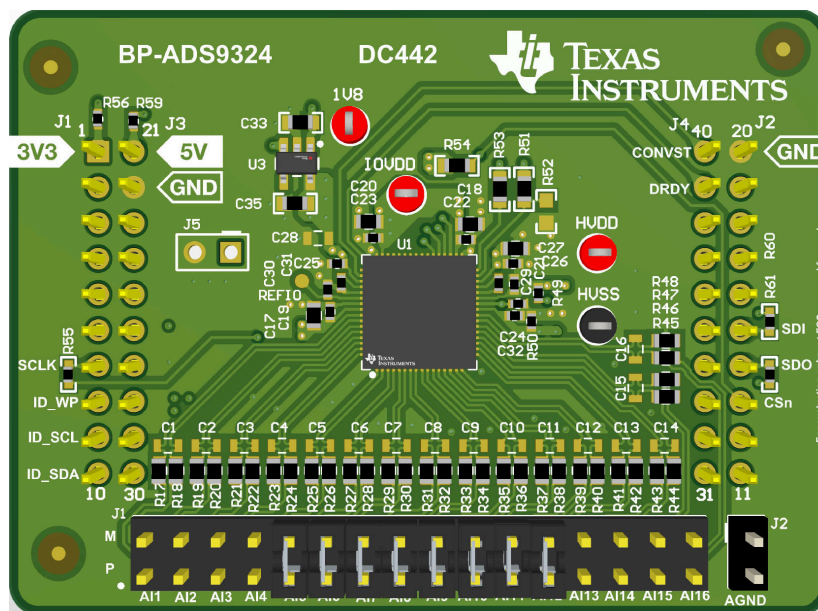 BP-ADS9324 DC442 TEXAS
INSTRUMENTS
R56 R59 1V8
J1 1 21 J3 C33 R54 R53 R51 J4 40 20 J2
3V3 5V U3 IOVDD R52 CONVST GND
GND C20 C18 DRDY
C35 C23 C22
J5 C28 U1 HVDD
C27
C26 R60
C30 C31 C25 C29 C21 R49 R48
REFIO HVSS R47 R61
R46
C17 C19 R45
C24
C32 R50 SDI
SCLK R55 TEXAS
INSTRUMENTS C16 SDO
ID_WP C15 CSn
ID_SCL C1 C2 C3 C4 C5 C6 C7 C8 C9 C10 C11 C12 C13 C14
ID_SDA
10 30 R17 R18 R19 R20 R21 R22 R23 R24 R25 R26 R27 R28 R29 R30 R31 R32 R33 R34 R35 R36 R37 R38 R39 R40 R41 R42 R43 R44 31 11
J1 J2
M
P
AI1 AI2 AI3 AI4 AI13 AI14 AI15 AI16 AGND